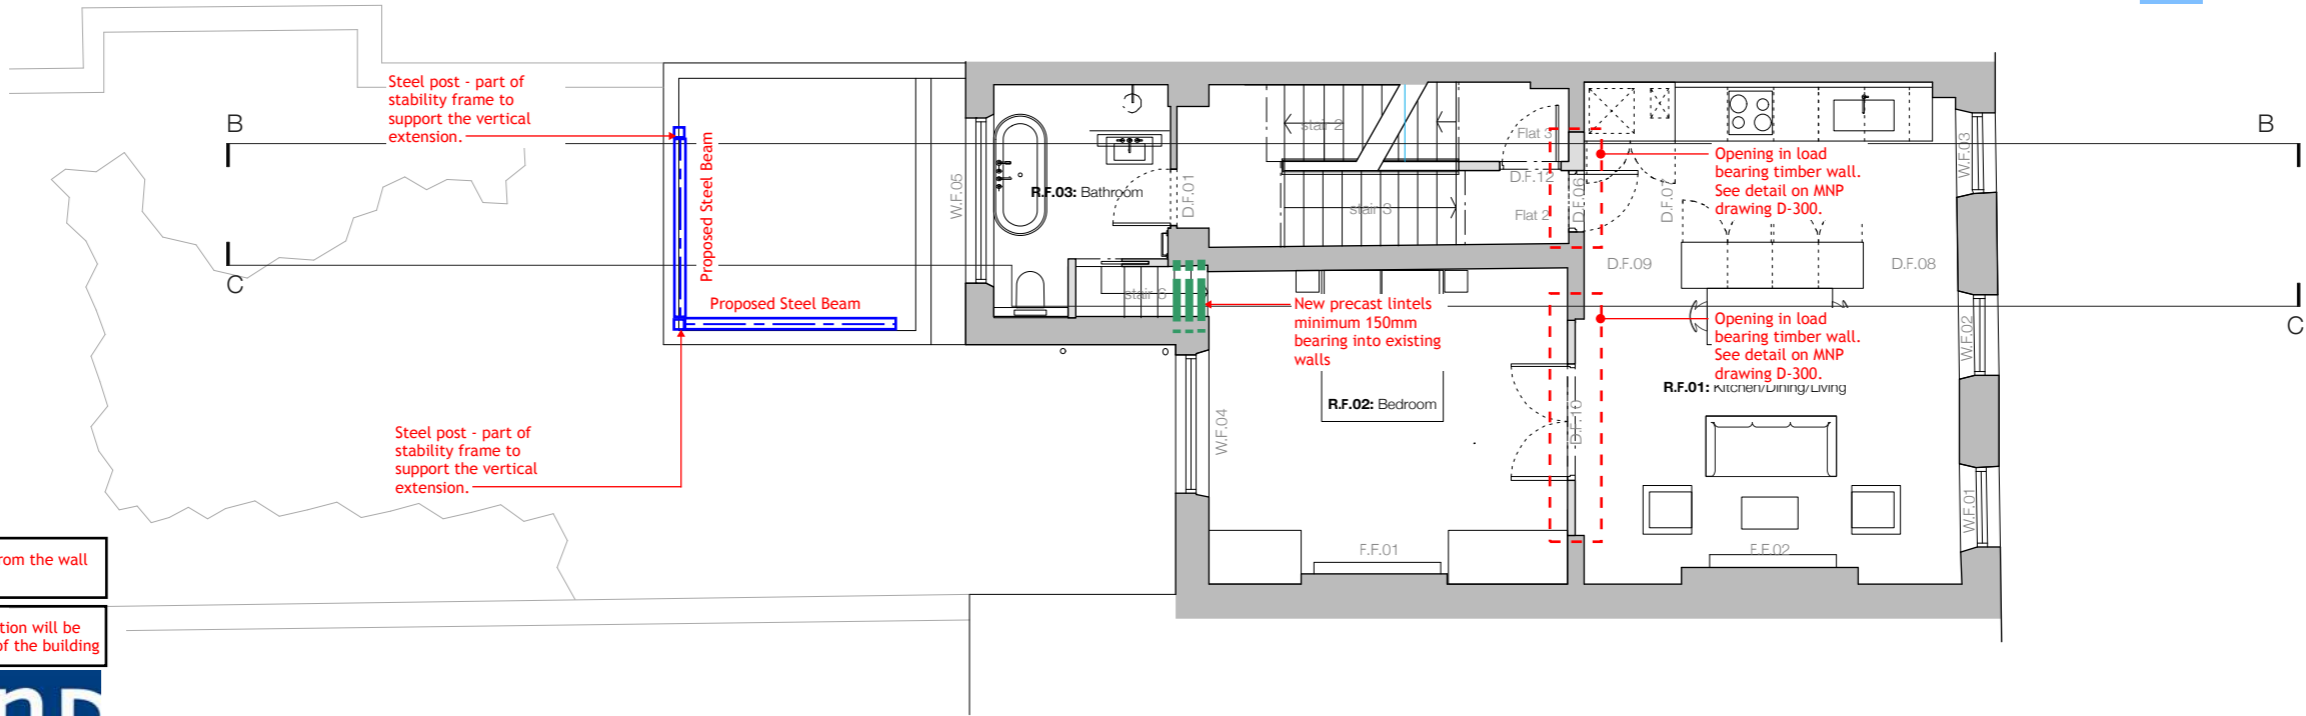 Steel post - part of
stability frame to
support the vertical
extension.
B
B
Proposed Steel Beam
W.F.05
R.F.03: Bathroom
D.F.01
stair 2
stair 3
Flat 3
D.F.12
Flat 2
D.F.06
D.F.07
W.F.03
Opening in load
bearing timber wall.
See detail on MNP
drawing D-300.
D.F.09
D.F.08
C
C
Proposed Steel Beam
New precast lintels
minimum 150mm
bearing into existing
walls
W.F.02
Opening in load
bearing timber wall.
See detail on MNP
drawing D-300.
R.F.01: Kitchen/Dining/Living
R.F.02: Bedroom
W.F.04
D.F.10
Steel post - part of
stability frame to
support the vertical
extension.
W.F.01
F.F.01
F.F.02
rom the wall
tion will be
of the building